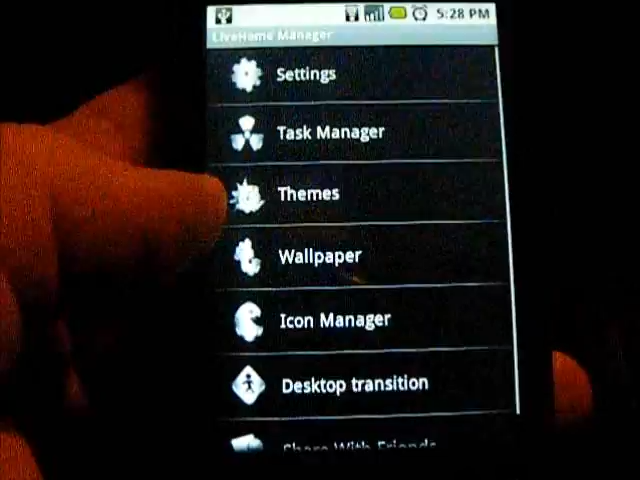 5:28 PM
LiveHome Manager
Settings
Task Manager
Themes
Wallpaper
Icon Manager
Desktop transition
Share With Friends